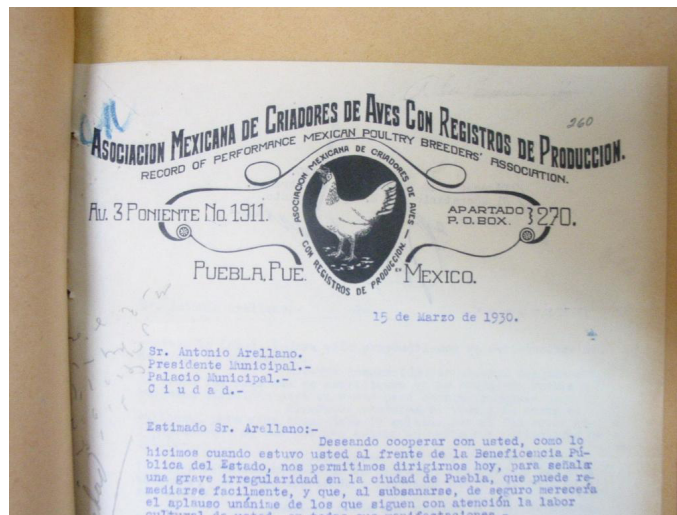 260
ASOCIACION MEXICANA DE CRIADORES DE AVES CON REGISTROS DE PRODUCCION.
RECORD OF PERFORMANCE MEXICAN POULTRY BREEDERS' ASSOCIATION.
ASOCIACION MEXICANA DE CRIADORES DE AVES — CON REGISTROS DE PRODUCCION. —
AV. 3 PONIENTE No. 1911.
APARTADO
P.O. BOX. } 270.
PUEBLA, PUE. " MEXICO.
15 de Marzo de 1930.
Sr. Antonio Arellano.
Presidente Municipal.-
Palacio Municipal.-
C i u d a d.-
Estimado Sr. Arellano:-
Deseando cooperar con usted, como lo
hicimos cuando estuvo usted al frente de la Beneficencia Pú-
blica del Estado, nos permitimos dirigirnos hoy, para señalar
una grave irregularidad en la ciudad de Puebla, que puede re-
mediarse facilmente, y que, al subsanarse, de seguro merecerá
el aplauso unánime de los que siguen con atención la labor